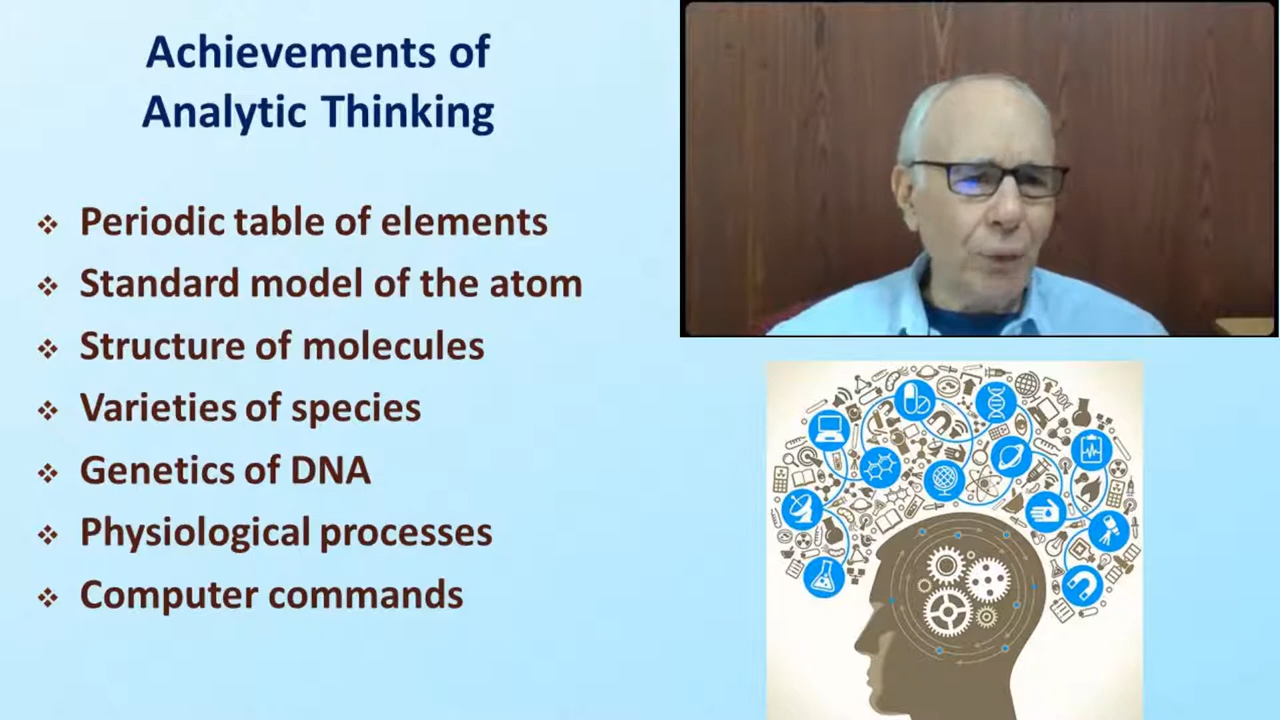 Achievements of
Analytic Thinking
Periodic table of elements
Standard model of the atom
Structure of molecules
Varieties of species
Genetics of DNA
Physiological processes
Computer commands